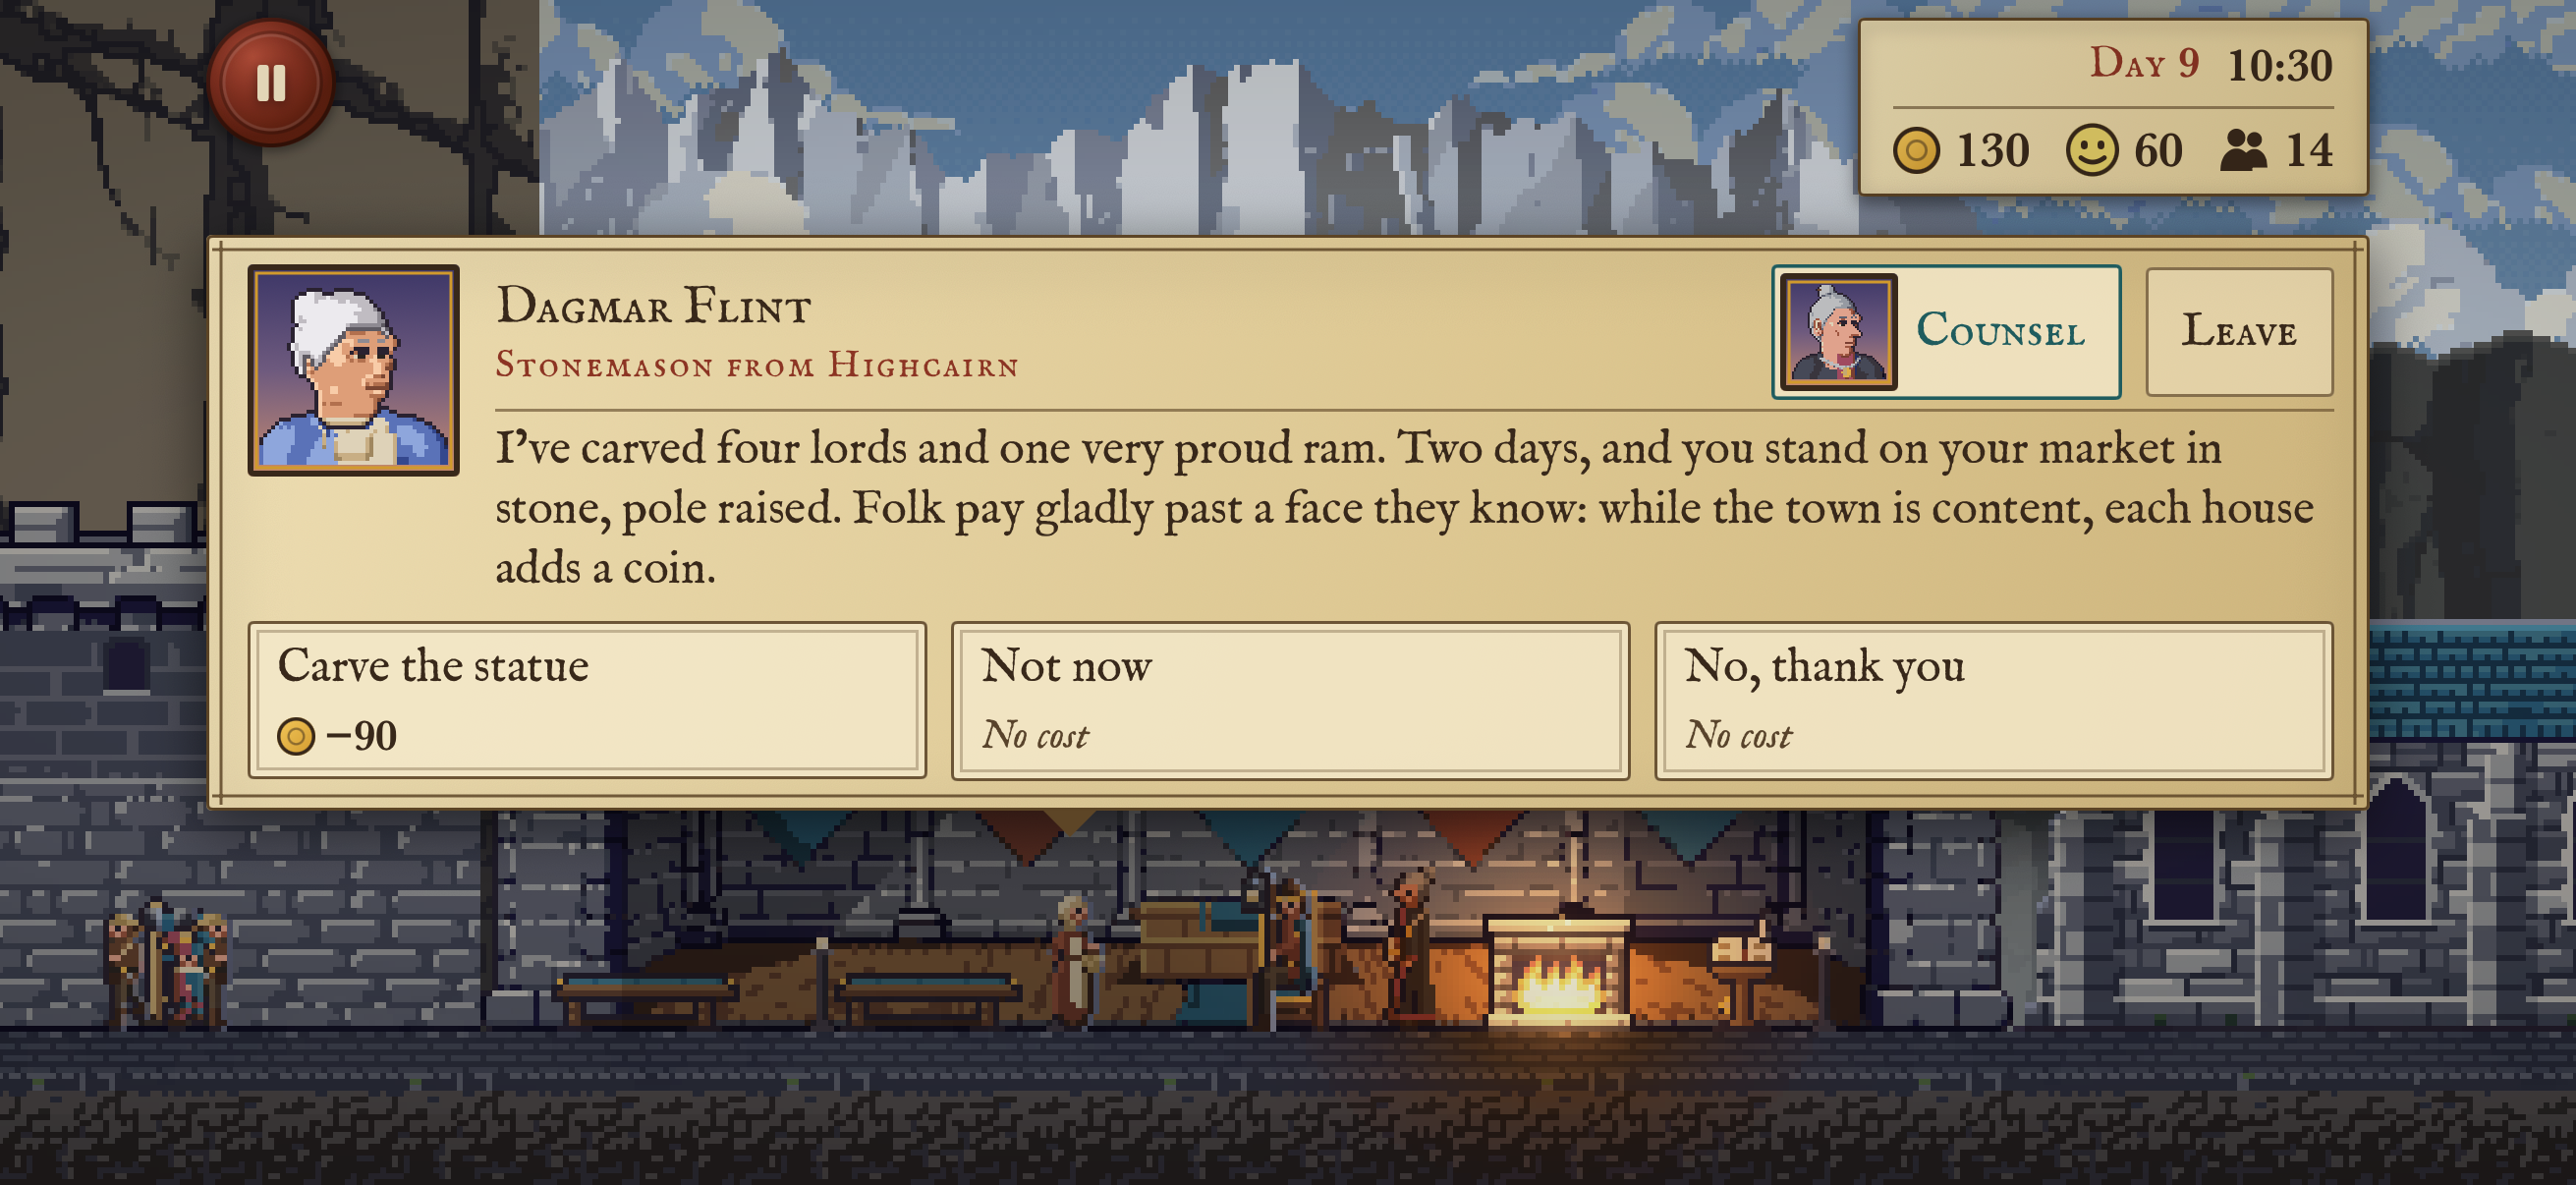 Day 9 10:30
130 60 14
Dagmar Flint
Stonemason from Highcairn
Counsel
Leave
I've carved four lords and one very proud ram. Two days, and you stand on your market in
stone, pole raised. Folk pay gladly past a face they know: while the town is content, each house
adds a coin.
Carve the statue
−90
Not now
No cost
No, thank you
No cost